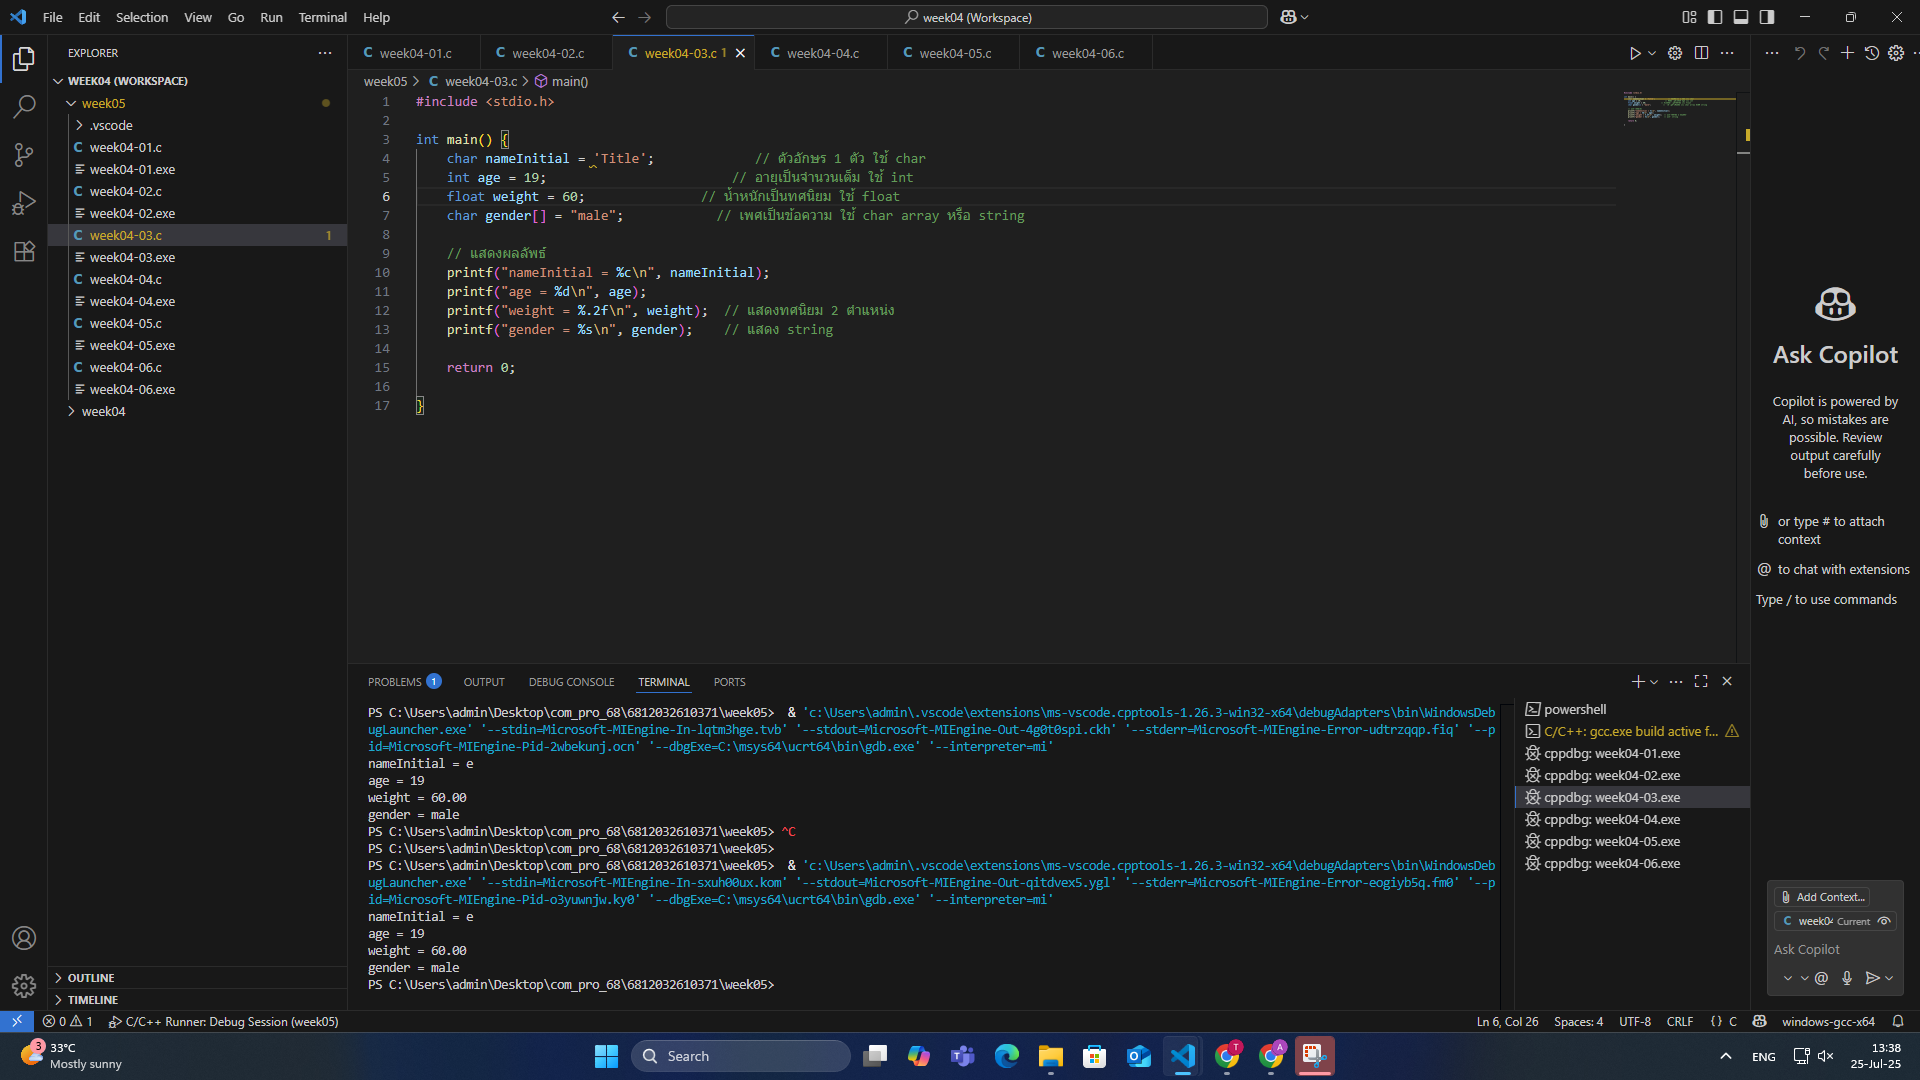 File Edit Selection View Go Run Terminal Help
week04 (Workspace)
EXPLORER
WEEK04 (WORKSPACE)
week05
.vscode
week04-01.c
week04-01.exe
week04-02.c
week04-02.exe
week04-03.c 1
week04-03.exe
week04-04.c
week04-04.exe
week04-05.c
week04-05.exe
week04-06.c
week04-06.exe
week04
OUTLINE
TIMELINE
week04-01.c week04-02.c week04-03.c 1 week04-04.c week04-05.c week04-06.c
week05 > C week04-03.c > main()
1 #include <stdio.h>
2
3 int main() {
4 char nameInitial = 'Title'; // ตัวอักษร 1 ตัว ใช้ char
5 int age = 19; // อายุเป็นจำนวนเต็ม ใช้ int
6 float weight = 60; // น้ำหนักเป็นทศนิยม ใช้ float
7 char gender[] = "male"; // เพศเป็นข้อความ ใช้ char array หรือ string
8
9 // แสดงผลลัพธ์
10 printf("nameInitial = %c\n", nameInitial);
11 printf("age = %d\n", age);
12 printf("weight = %.2f\n", weight); // แสดงทศนิยม 2 ตำแหน่ง
13 printf("gender = %s\n", gender); // แสดง string
14
15 return 0;
16
17 }
PROBLEMS 1 OUTPUT DEBUG CONSOLE TERMINAL PORTS
PS C:\Users\admin\Desktop\com_pro_68\6812032610371\week05> & 'c:\Users\admin\.vscode\extensions\ms-vscode.cpptools-1.26.3-win32-x64\debugAdapters\bin\WindowsDeb
ugLauncher.exe' '--stdin=Microsoft-MIEngine-In-lqtm3hge.tvb' '--stdout=Microsoft-MIEngine-Out-4g0t0spi.ckh' '--stderr=Microsoft-MIEngine-Error-udtrzqqp.fiq' '--p
id=Microsoft-MIEngine-Pid-2wbekunj.ocn' '--dbgExe=C:\msys64\ucrt64\bin\gdb.exe' '--interpreter=mi'
nameInitial = e
age = 19
weight = 60.00
gender = male
PS C:\Users\admin\Desktop\com_pro_68\6812032610371\week05> ^C
PS C:\Users\admin\Desktop\com_pro_68\6812032610371\week05>
PS C:\Users\admin\Desktop\com_pro_68\6812032610371\week05> & 'c:\Users\admin\.vscode\extensions\ms-vscode.cpptools-1.26.3-win32-x64\debugAdapters\bin\WindowsDeb
ugLauncher.exe' '--stdin=Microsoft-MIEngine-In-sxuh00ux.kom' '--stdout=Microsoft-MIEngine-Out-qitdvex5.ygl' '--stderr=Microsoft-MIEngine-Error-eogiyb5q.fm0' '--p
id=Microsoft-MIEngine-Pid-o3yuwnjw.ky0' '--dbgExe=C:\msys64\ucrt64\bin\gdb.exe' '--interpreter=mi'
nameInitial = e
age = 19
weight = 60.00
gender = male
PS C:\Users\admin\Desktop\com_pro_68\6812032610371\week05>
powershell
C/C++: gcc.exe build active f...
cppdbg: week04-01.exe
cppdbg: week04-02.exe
cppdbg: week04-03.exe
cppdbg: week04-04.exe
cppdbg: week04-05.exe
cppdbg: week04-06.exe
Ask Copilot
Copilot is powered by
AI, so mistakes are
possible. Review
output carefully
before use.
or type # to attach
context
@ to chat with extensions
Type / to use commands
Add Context...
C week04 Current
Ask Copilot
@
0 1 C/C++ Runner: Debug Session (week05)
Ln 6, Col 26 Spaces: 4 UTF-8 CRLF {} C windows-gcc-x64
3
33°C
Mostly sunny
Search
T
A
ENG
13:38
25-Jul-25